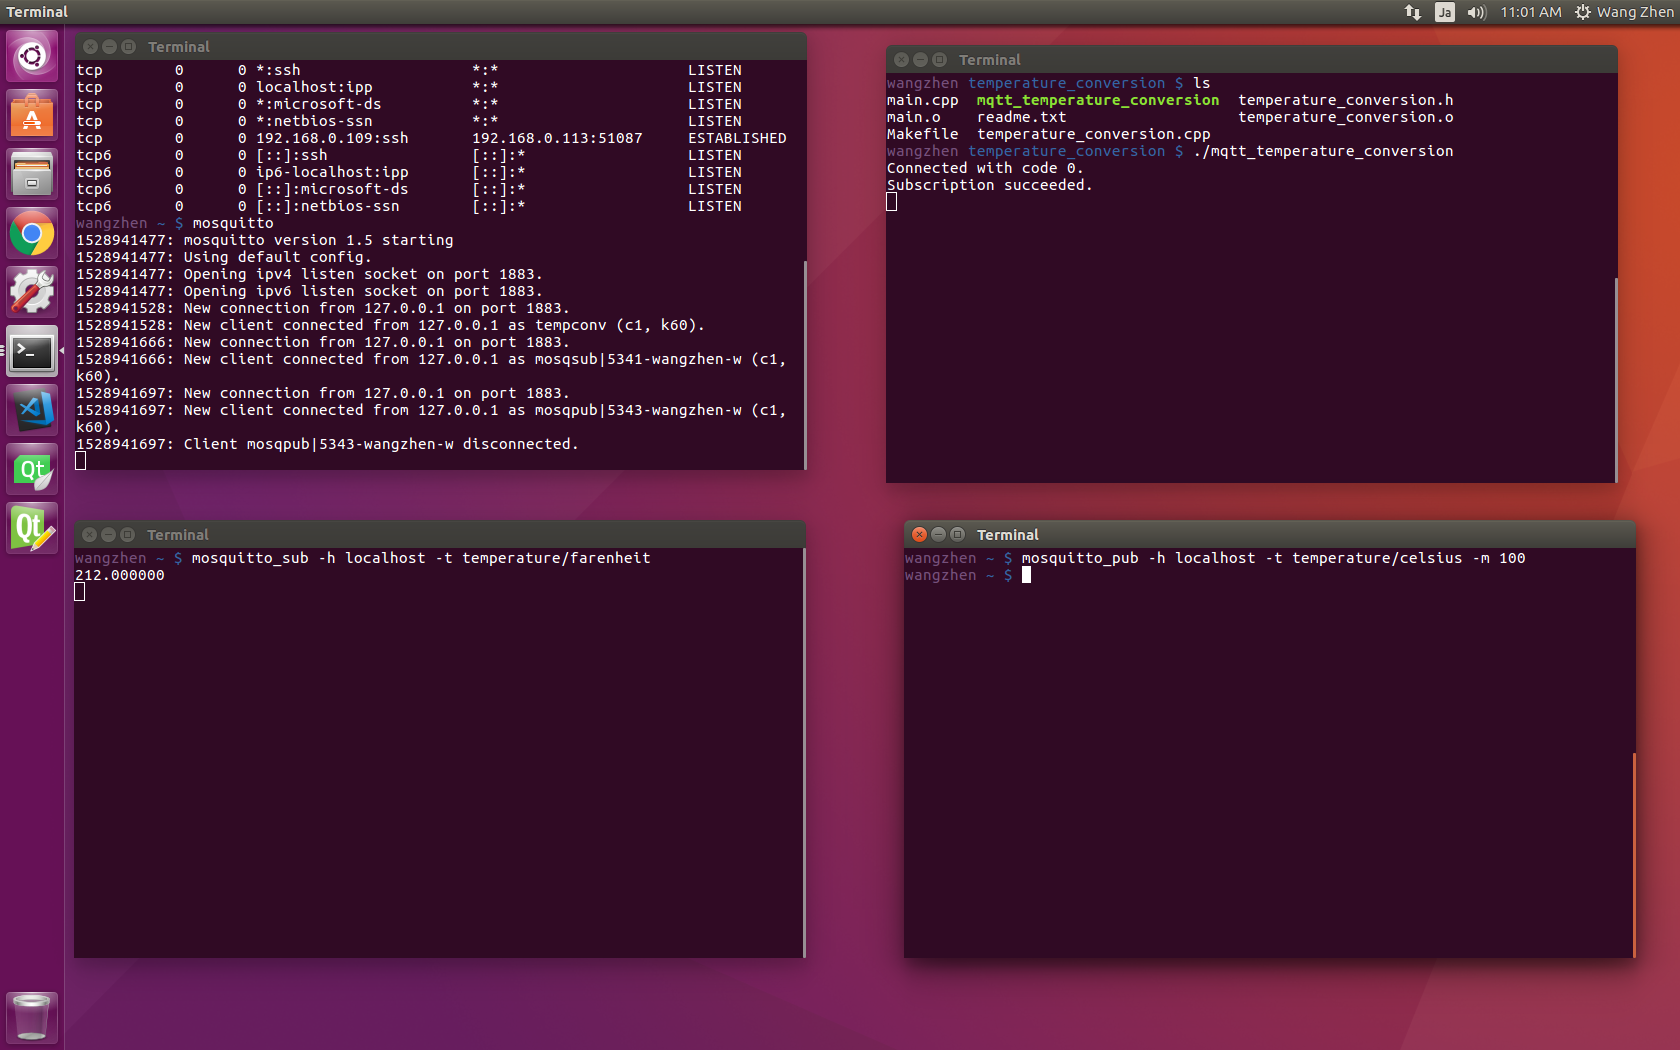 Terminal
Ja
11:01 AM
Wang Zhen
Terminal
tcp 0 0 *:ssh *:* LISTEN
tcp 0 0 localhost:ipp *:* LISTEN
tcp 0 0 *:microsoft-ds *:* LISTEN
tcp 0 0 *:netbios-ssn *:* LISTEN
tcp 0 0 192.168.0.109:ssh 192.168.0.113:51087 ESTABLISHED
tcp6 0 0 [::]:ssh [::]:* LISTEN
tcp6 0 0 ip6-localhost:ipp [::]:* LISTEN
tcp6 0 0 [::]:microsoft-ds [::]:* LISTEN
tcp6 0 0 [::]:netbios-ssn [::]:* LISTEN
wangzhen ~ $ mosquitto
1528941477: mosquitto version 1.5 starting
1528941477: Using default config.
1528941477: Opening ipv4 listen socket on port 1883.
1528941477: Opening ipv6 listen socket on port 1883.
1528941528: New connection from 127.0.0.1 on port 1883.
1528941528: New client connected from 127.0.0.1 as tempconv (c1, k60).
1528941666: New connection from 127.0.0.1 on port 1883.
1528941666: New client connected from 127.0.0.1 as mosqsub|5341-wangzhen-w (c1,
k60).
1528941697: New connection from 127.0.0.1 on port 1883.
1528941697: New client connected from 127.0.0.1 as mosqpub|5343-wangzhen-w (c1,
k60).
1528941697: Client mosqpub|5343-wangzhen-w disconnected.
Terminal
wangzhen temperature_conversion $ ls
main.cpp mqtt_temperature_conversion temperature_conversion.h
main.o readme.txt temperature_conversion.o
Makefile temperature_conversion.cpp
wangzhen temperature_conversion $ ./mqtt_temperature_conversion
Connected with code 0.
Subscription succeeded.
Terminal
wangzhen ~ $ mosquitto_sub -h localhost -t temperature/farenheit
212.000000
Terminal
wangzhen ~ $ mosquitto_pub -h localhost -t temperature/celsius -m 100
wangzhen ~ $
Qt
Qt